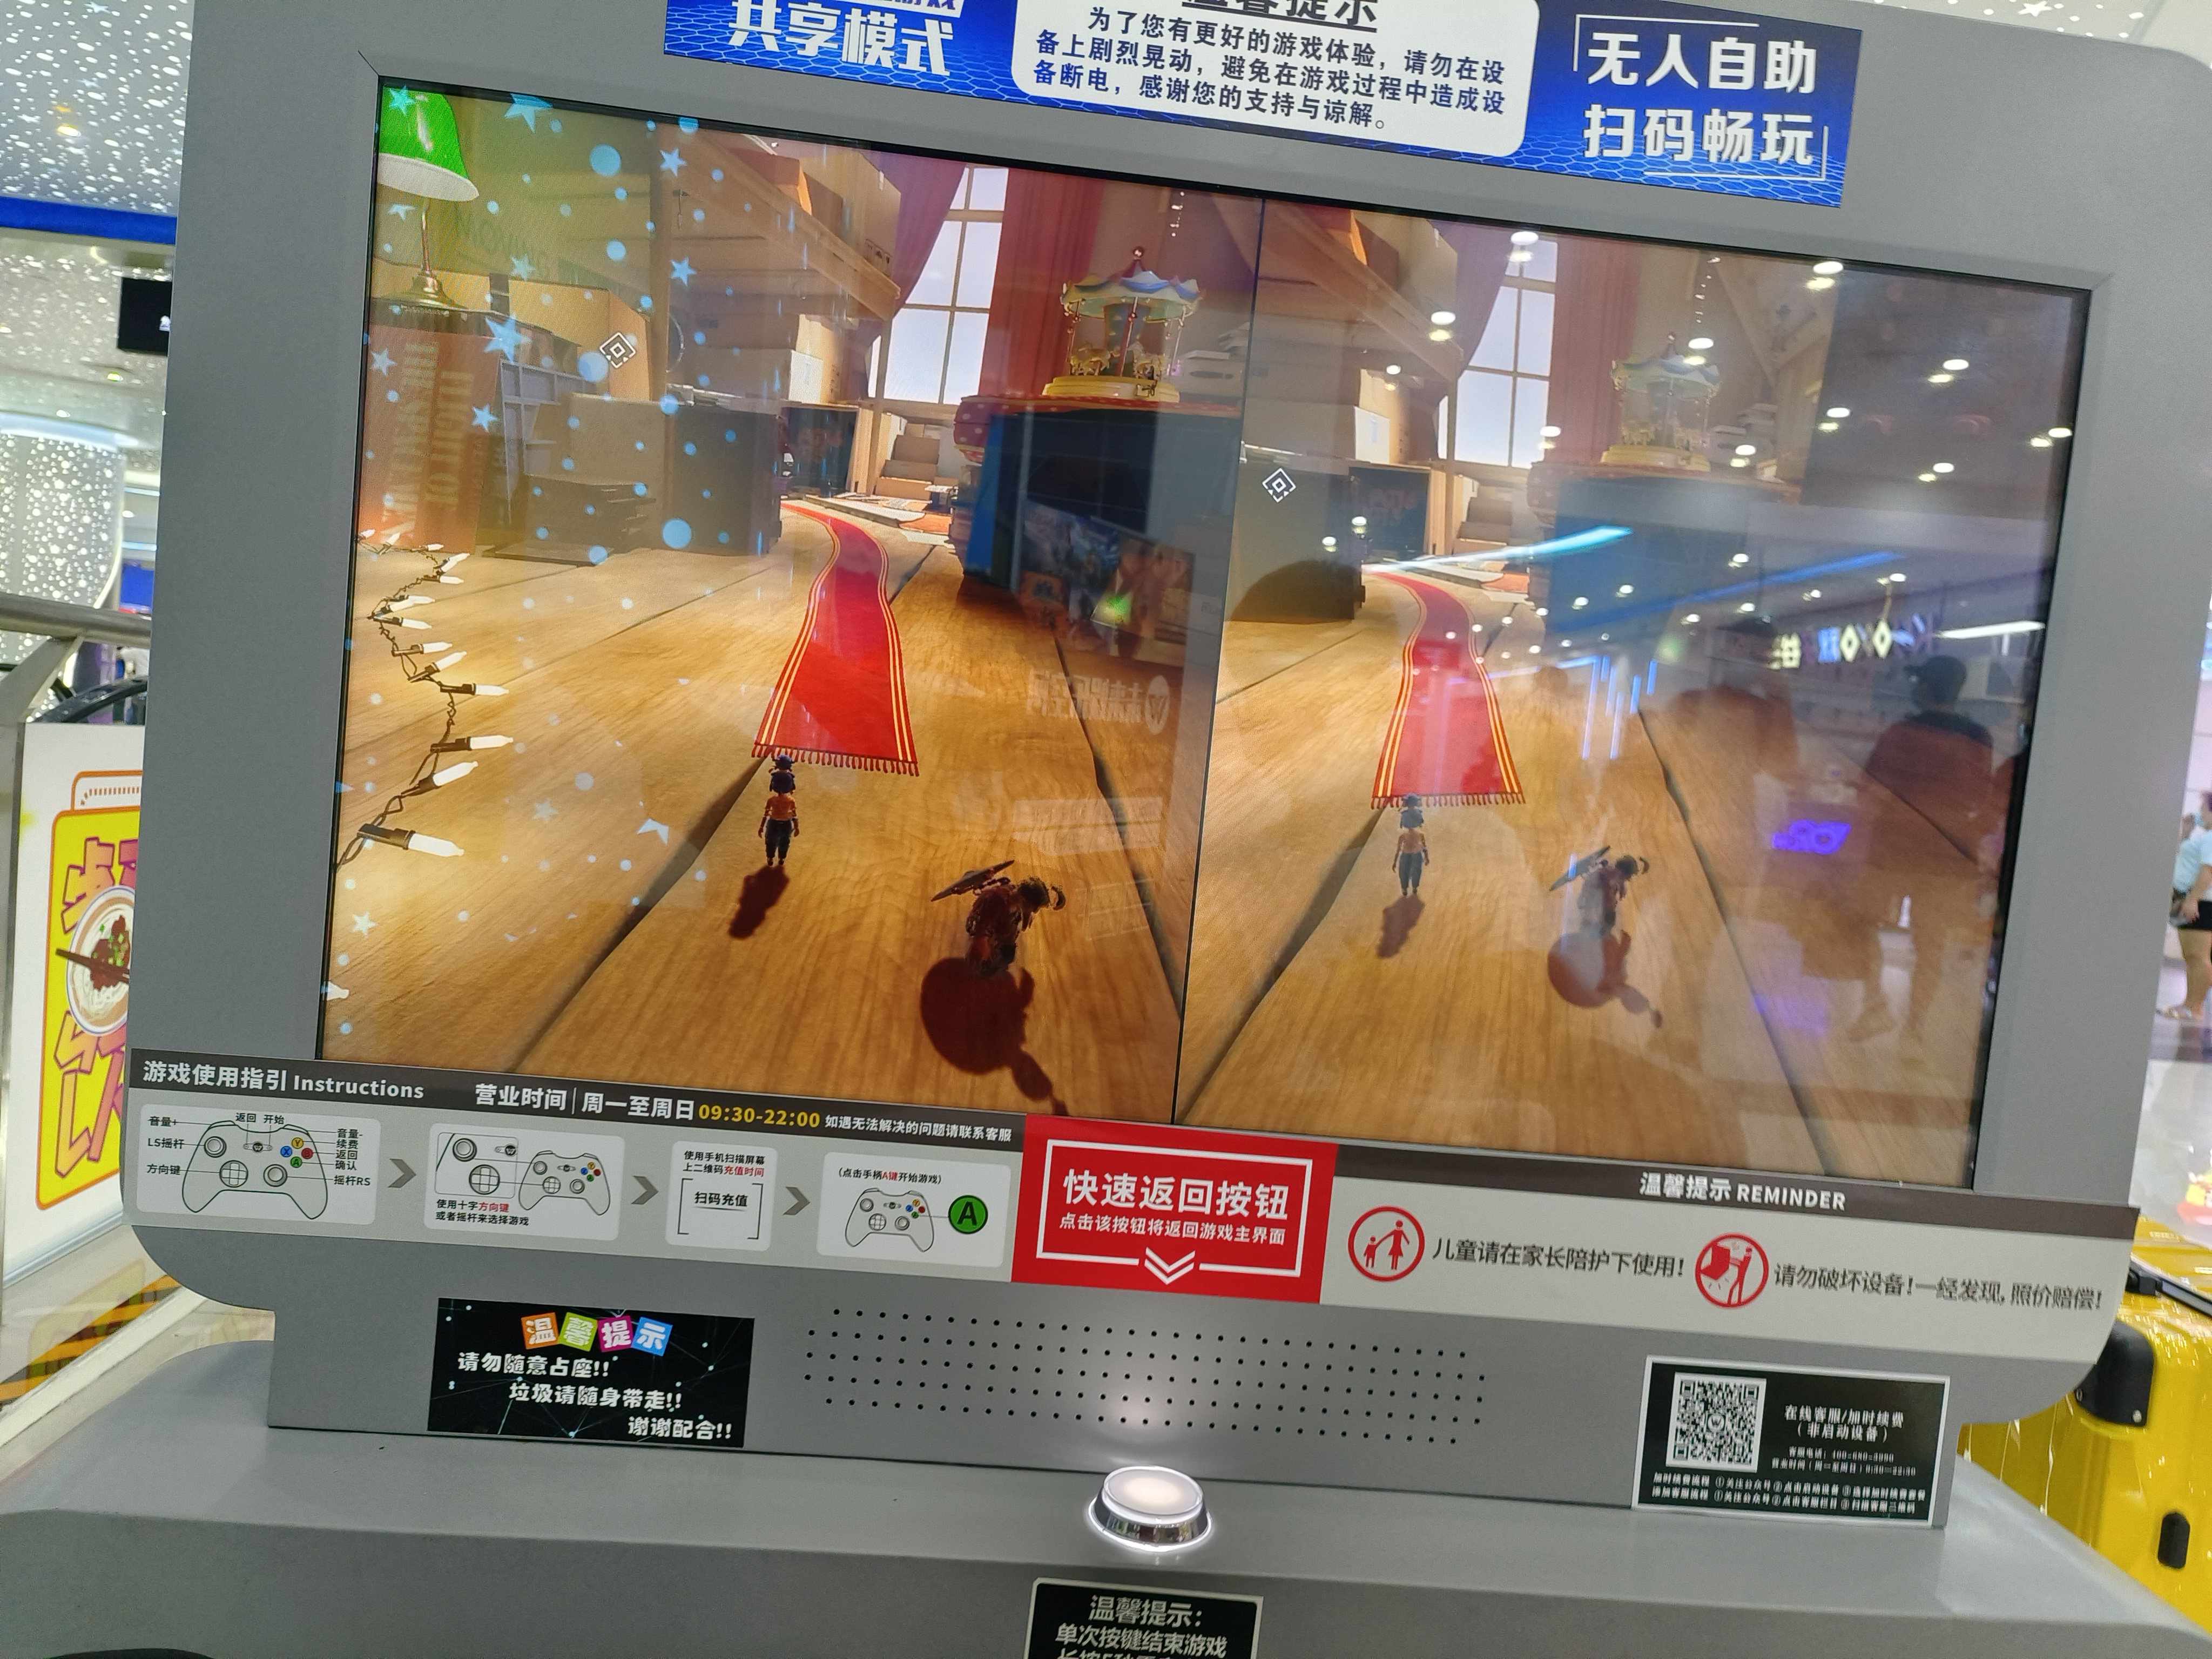 共享模式
温馨提示
为了您有更好的游戏体验，请勿在设
备上剧烈晃动，避免在游戏过程中造成设
备断电，感谢您的支持与谅解。
无人自助
扫码畅玩
游戏使用指引 Instructions
营业时间 周一至周日 09:30-22:00 如遇无法解决的问题请联系客服
音量+
返回 开始
LS摇杆
方向键
音量-
续费
返回
确认
摇杆RS
使用十字方向键
或者摇杆来选择游戏
使用手机扫描屏幕
上二维码充值时间
扫码充值
(点击手柄A键开始游戏)
A
快速返回按钮
点击该按钮将返回游戏主界面
温馨提示 REMINDER
儿童请在家长陪护下使用！
请勿破坏设备！一经发现，照价赔偿！
温馨提示
请勿随意占座!!
垃圾请随身带走!!
谢谢配合!!
在线客服/加时续费
（非启动设备）
温馨提示：
单次按键结束游戏